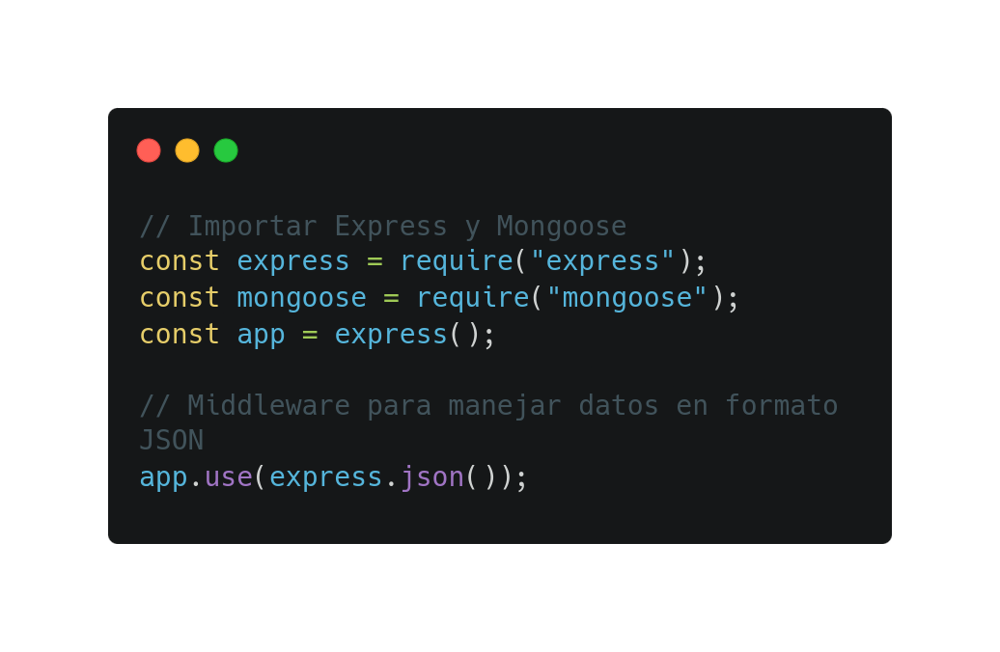 // Importar Express y Mongoose
const express = require("express");
const mongoose = require("mongoose");
const app = express();
// Middleware para manejar datos en formato
JSON
app.use(express.json());